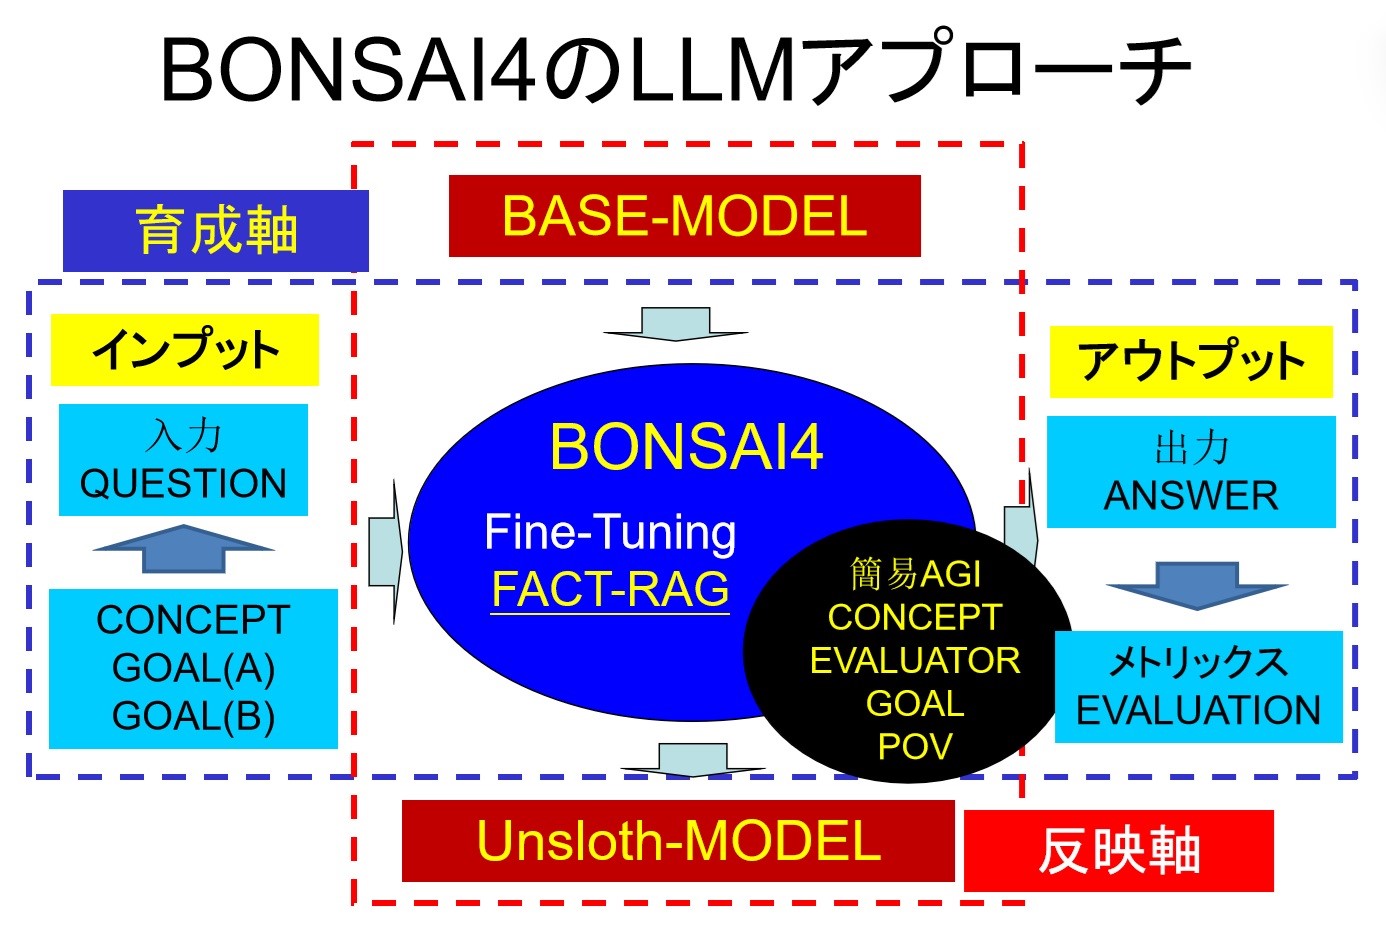 BONSAI4のLLMアプローチ
育成軸
BASE-MODEL
インプット
入力
QUESTION
CONCEPT
GOAL(A)
GOAL(B)
BONSAI4
Fine-Tuning
FACT-RAG
簡易AGI
CONCEPT
EVALUATOR
GOAL
POV
アウトプット
出力
ANSWER
メトリックス
EVALUATION
Unsloth-MODEL
反映軸